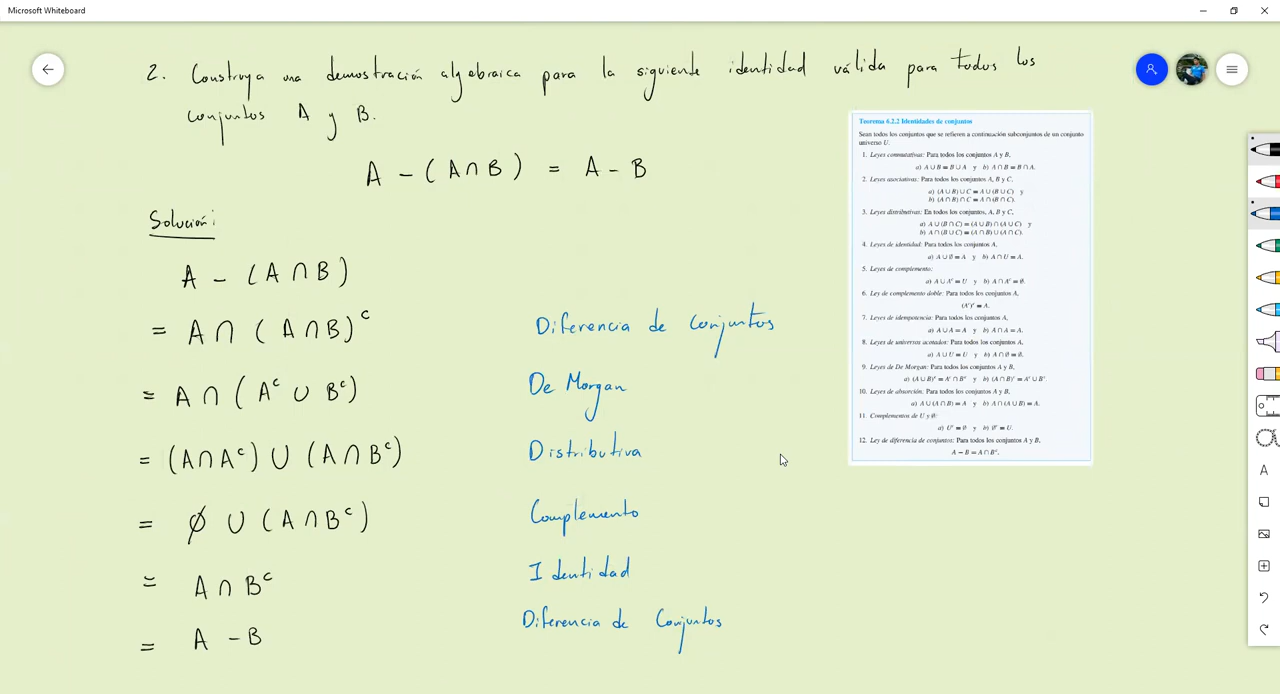 Microsoft Whiteboard
2. Construya una demostración algebraica para la siguiente identidad válida para todos los
conjuntos A y B.
A - (A ∩ B) = A - B
Solución:
A - (A ∩ B)
= A ∩ (A ∩ B)ᶜ Diferencia de conjuntos
= A ∩ (Aᶜ ∪ Bᶜ) De Morgan
= (A ∩ Aᶜ) ∪ (A ∩ Bᶜ) Distributiva
= ∅ ∪ (A ∩ Bᶜ) Complemento
= A ∩ Bᶜ Identidad
= A - B Diferencia de Conjuntos
Teorema 6.2.2 Identidades de conjuntos
Sean todos los conjuntos que se refieren a continuación subconjuntos de un conjunto
universo U.
1. Leyes conmutativas: Para todos los conjuntos A y B,
a) A ∪ B = B ∪ A y b) A ∩ B = B ∩ A.
2. Leyes asociativas: Para todos los conjuntos A, B y C,
a) (A ∪ B) ∪ C = A ∪ (B ∪ C) y
b) (A ∩ B) ∩ C = A ∩ (B ∩ C).
3. Leyes distributivas: En todos los conjuntos, A, B y C,
a) A ∪ (B ∩ C) = (A ∪ B) ∩ (A ∪ C) y
b) A ∩ (B ∪ C) = (A ∩ B) ∪ (A ∩ C).
4. Leyes de identidad: Para todos los conjuntos A,
a) A ∪ ∅ = A y b) A ∩ U = A.
5. Leyes de complemento:
a) A ∪ Aᶜ = U y b) A ∩ Aᶜ = ∅.
6. Ley de complemento doble: Para todos los conjuntos A,
(Aᶜ)ᶜ = A.
7. Leyes de idempotencia: Para todos los conjuntos A,
a) A ∪ A = A y b) A ∩ A = A.
8. Leyes de universos acotados: Para todos los conjuntos A,
a) A ∪ U = U y b) A ∩ ∅ = ∅.
9. Leyes de De Morgan: Para todos los conjuntos A y B,
a) (A ∪ B)ᶜ = Aᶜ ∩ Bᶜ y b) (A ∩ B)ᶜ = Aᶜ ∪ Bᶜ.
10. Leyes de absorción: Para todos los conjuntos A y B,
a) A ∪ (A ∩ B) = A y b) A ∩ (A ∪ B) = A.
11. Complementos de U y ∅:
a) Uᶜ = ∅ y b) ∅ᶜ = U.
12. Ley de diferencia de conjuntos: Para todos los conjuntos A y B,
A - B = A ∩ Bᶜ.